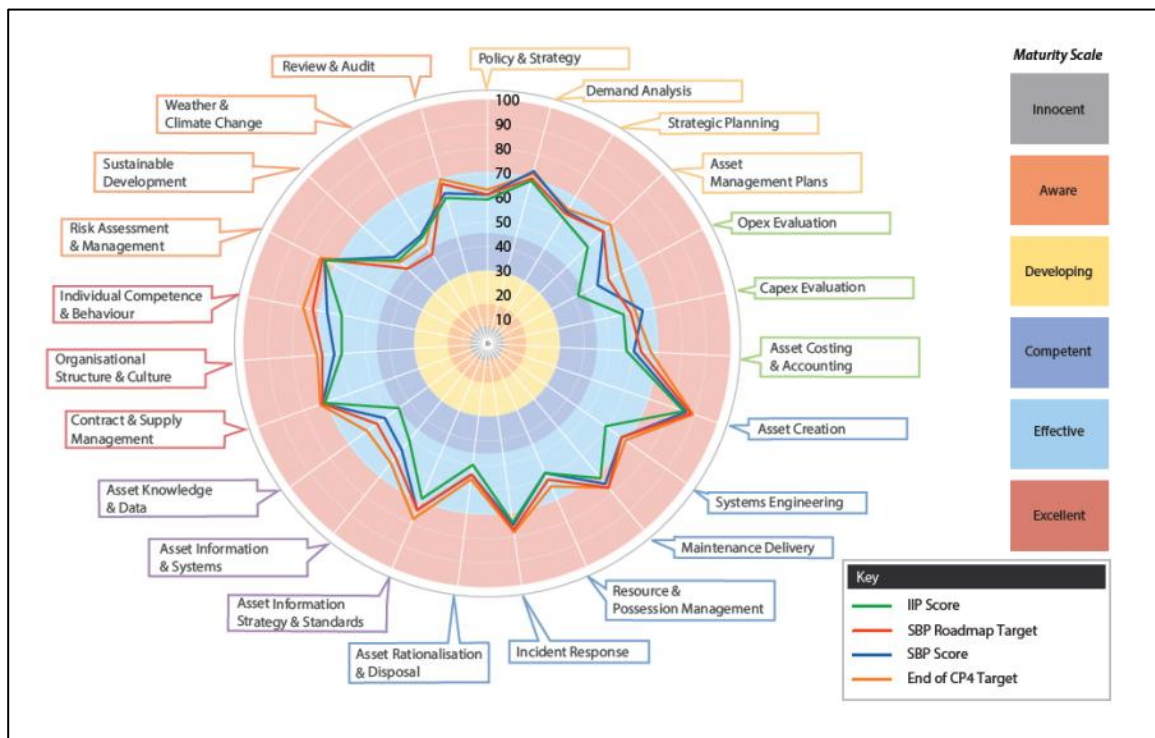 Policy & Strategy
Demand Analysis
Strategic Planning
Asset
Management Plans
Opex Evaluation
Capex Evaluation
Asset Costing
& Accounting
Asset Creation
Systems Engineering
Maintenance Delivery
Resource &
Possession Management
Incident Response
Asset Rationalisation
& Disposal
Asset Information
Strategy & Standards
Asset Information
& Systems
Asset Knowledge
& Data
Contract & Supply
Management
Organisational
Structure & Culture
Individual Competence
& Behaviour
Risk Assessment
& Management
Sustainable
Development
Weather &
Climate Change
Review & Audit
100
90
80
70
60
50
40
30
20
10
Maturity Scale
Innocent
Aware
Developing
Competent
Effective
Excellent
Key
IIP Score
SBP Roadmap Target
SBP Score
End of CP4 Target